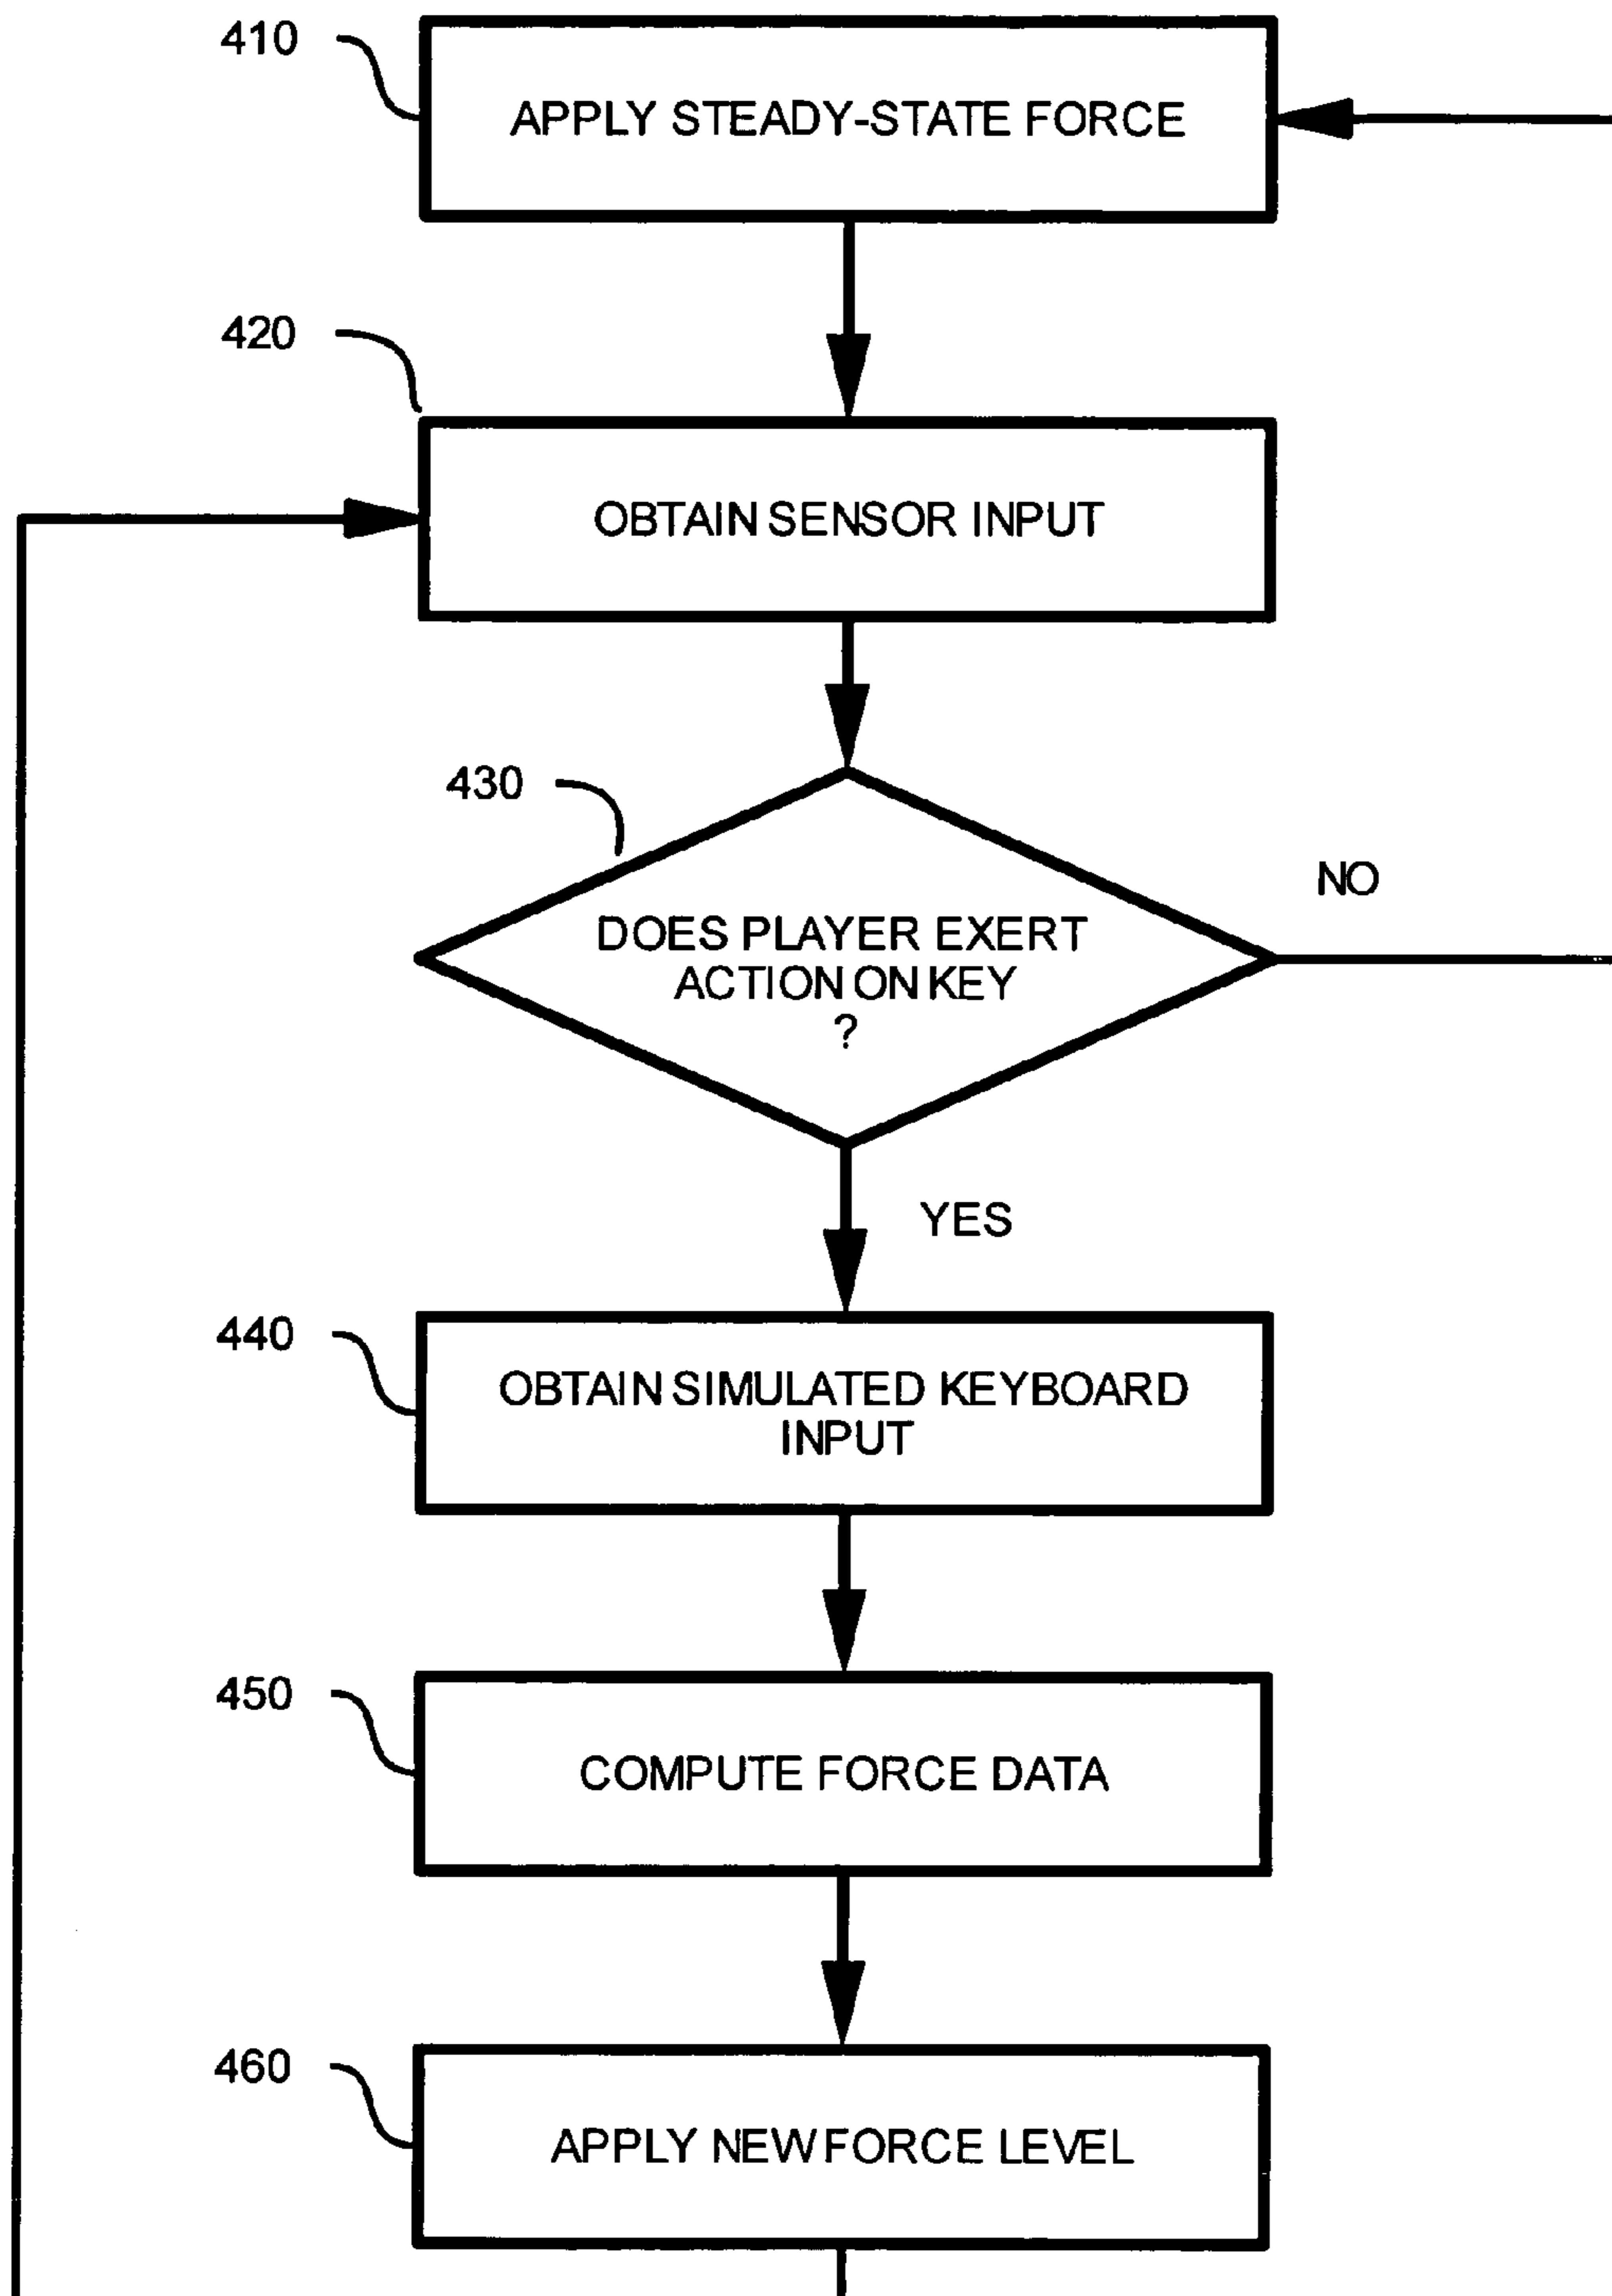 410
APPLY STEADY-STATE FORCE
420
OBTAIN SENSOR INPUT
430
NO
DOES PLAYER EXERT
ACTION ON KEY
?
YES
440
OBTAIN SIMULATED KEYBOARD
INPUT
450
COMPUTE FORCE DATA
460
APPLY NEW FORCE LEVEL